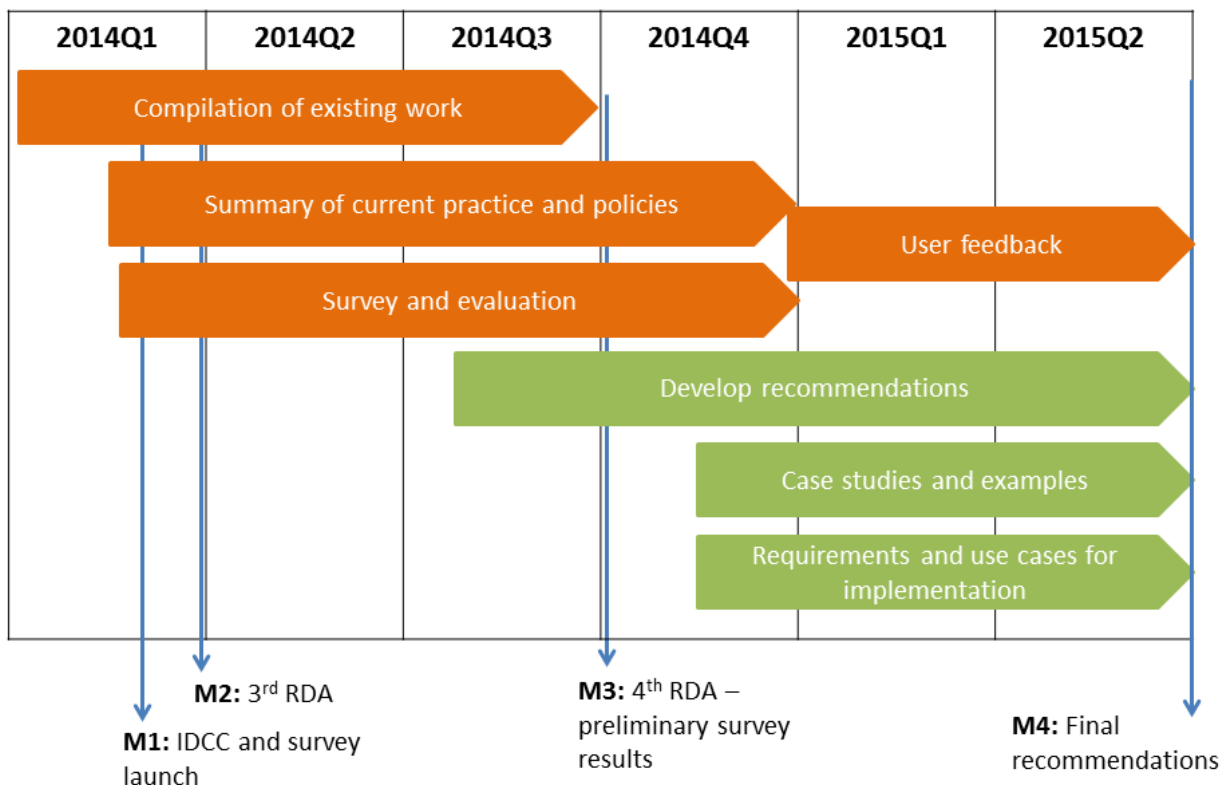 2014Q1 2014Q2 2014Q3 2014Q4 2015Q1 2015Q2
Compilation of existing work
Summary of current practice and policies
User feedback
Survey and evaluation
Develop recommendations
Case studies and examples
Requirements and use cases for
implementation
M2: 3rd RDA
M1: IDCC and survey
launch
M3: 4th RDA –
preliminary survey
results
M4: Final
recommendations